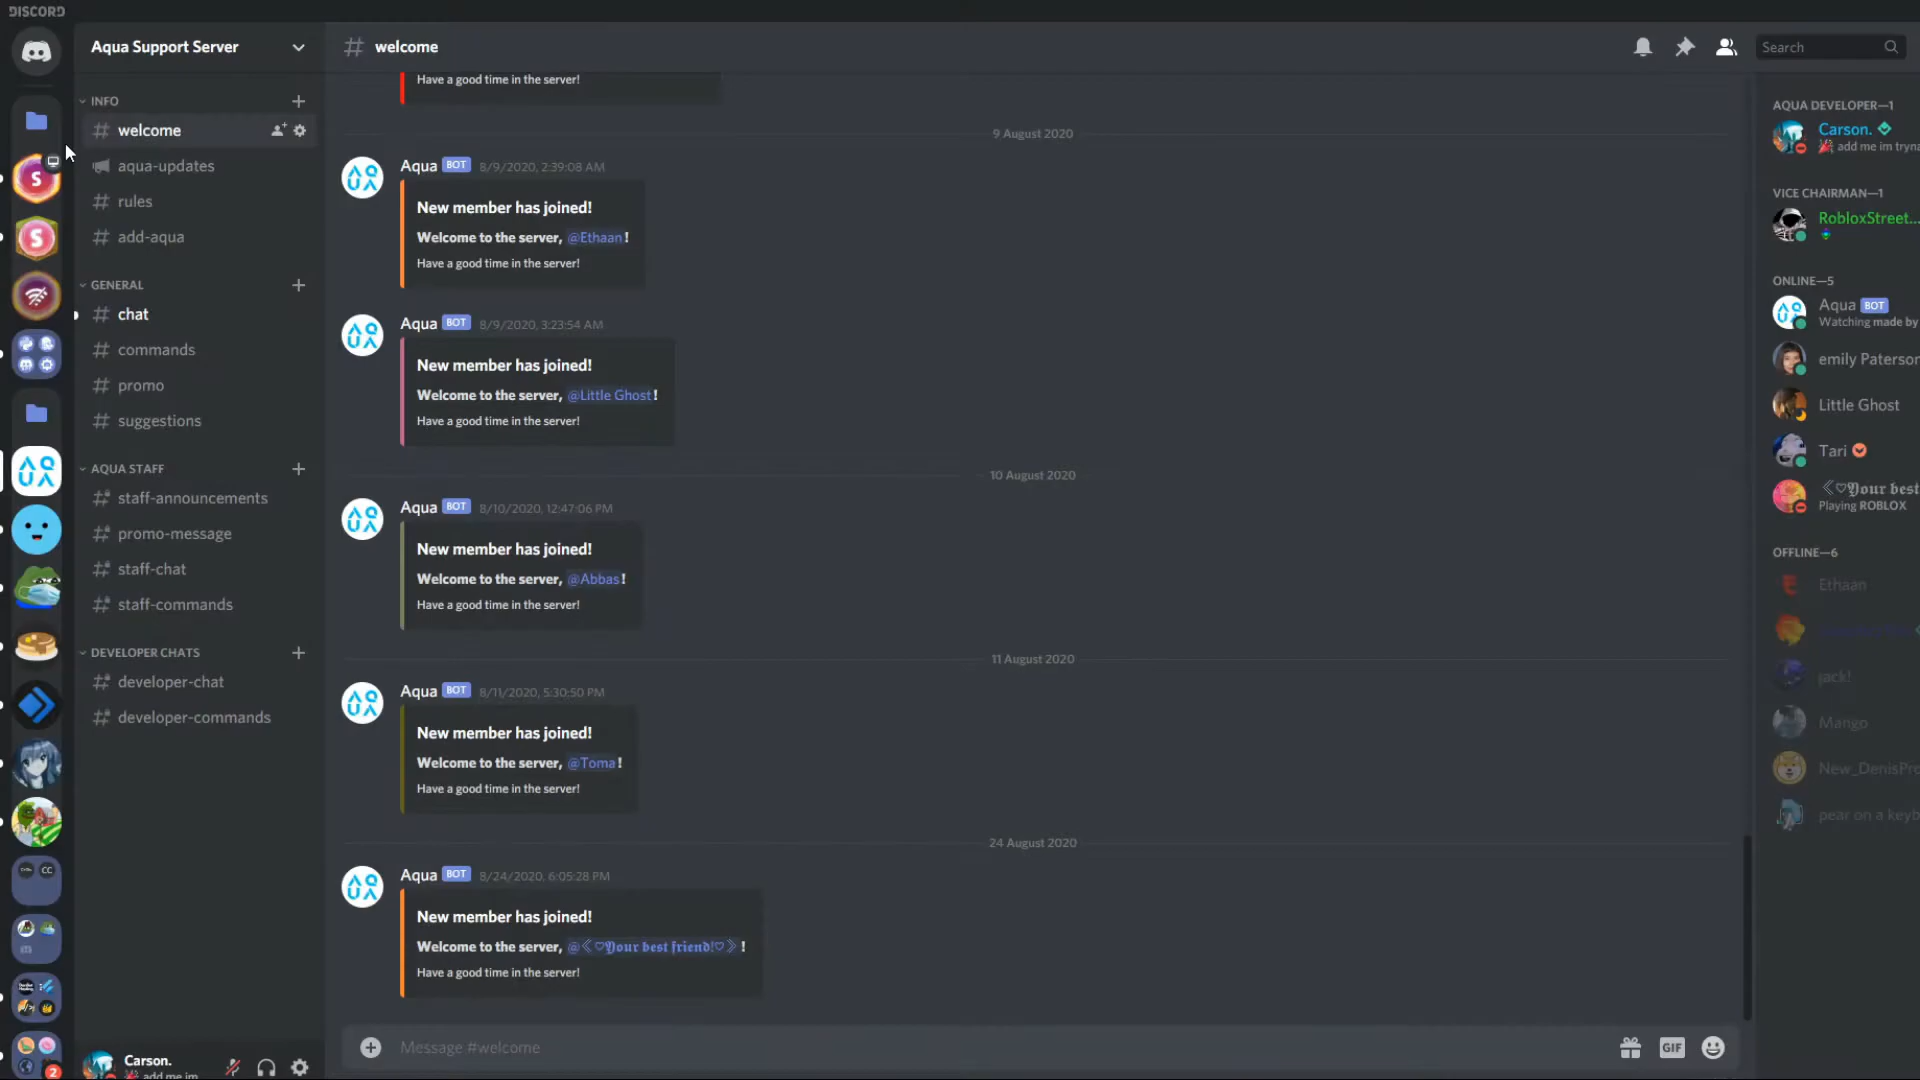 DISCORD
Aqua Support Server
INFO
welcome
aqua-updates
rules
add-aqua
GENERAL
chat
commands
promo
suggestions
AQUA STAFF
staff-announcements
promo-message
staff-chat
staff-commands
DEVELOPER CHATS
developer-chat
developer-commands
Carson.
add me im
S
S
AQUA
CC
2
# welcome
Search
Have a good time in the server!
9 August 2020
Aqua BOT 8/9/2020, 2:39:08 AM
New member has joined!
Welcome to the server, @Ethaan!
Have a good time in the server!
Aqua BOT 8/9/2020, 3:23:54 AM
New member has joined!
Welcome to the server, @Little Ghost!
Have a good time in the server!
10 August 2020
Aqua BOT 8/10/2020, 12:47:06 PM
New member has joined!
Welcome to the server, @Abbas!
Have a good time in the server!
11 August 2020
Aqua BOT 8/11/2020, 5:30:50 PM
New member has joined!
Welcome to the server, @Toma!
Have a good time in the server!
24 August 2020
Aqua BOT 8/24/2020, 6:05:28 PM
New member has joined!
Welcome to the server, @《♡𝖄𝖔𝖚𝖗 𝖇𝖊𝖘𝖙 𝖋𝖗𝖎𝖊𝖓𝖉!♡》!
Have a good time in the server!
Message #welcome
GIF
AQUA DEVELOPER—1
Carson.
add me im tryna
VICE CHAIRMAN—1
RobloxStreet...
ONLINE—5
Aqua BOT
Watching made by
emily Paterson
Little Ghost
Tari
《♡𝖄𝖔𝖚𝖗 𝖇𝖊𝖘𝖙
Playing ROBLOX
OFFLINE—6
Ethaan
jack!
Mango
New_DenisPro
pear on a keyb